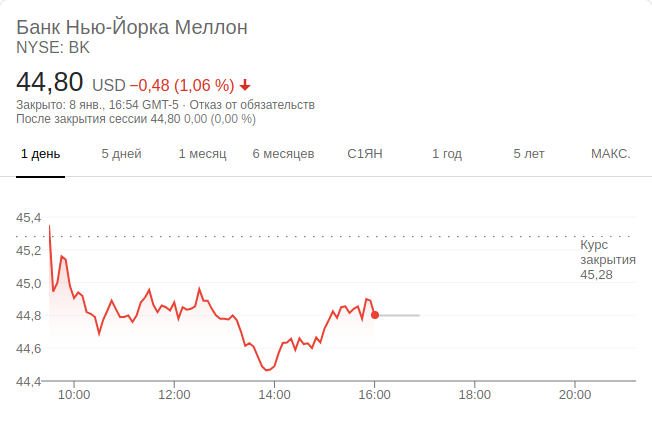 Банк Нью-Йорка Меллон
NYSE: BK
44,80 USD −0,48 (1,06 %)
Закрыто: 8 янв., 16:54 GMT-5 · Отказ от обязательств
После закрытия сессии 44,80 0,00 (0,00 %)
1 день 5 дней 1 месяц 6 месяцев С1ЯН 1 год 5 лет МАКС.
45,4
45,2
45,0
44,8
44,6
44,4
Курс
закрытия
45,28
10:00 12:00 14:00 16:00 18:00 20:00